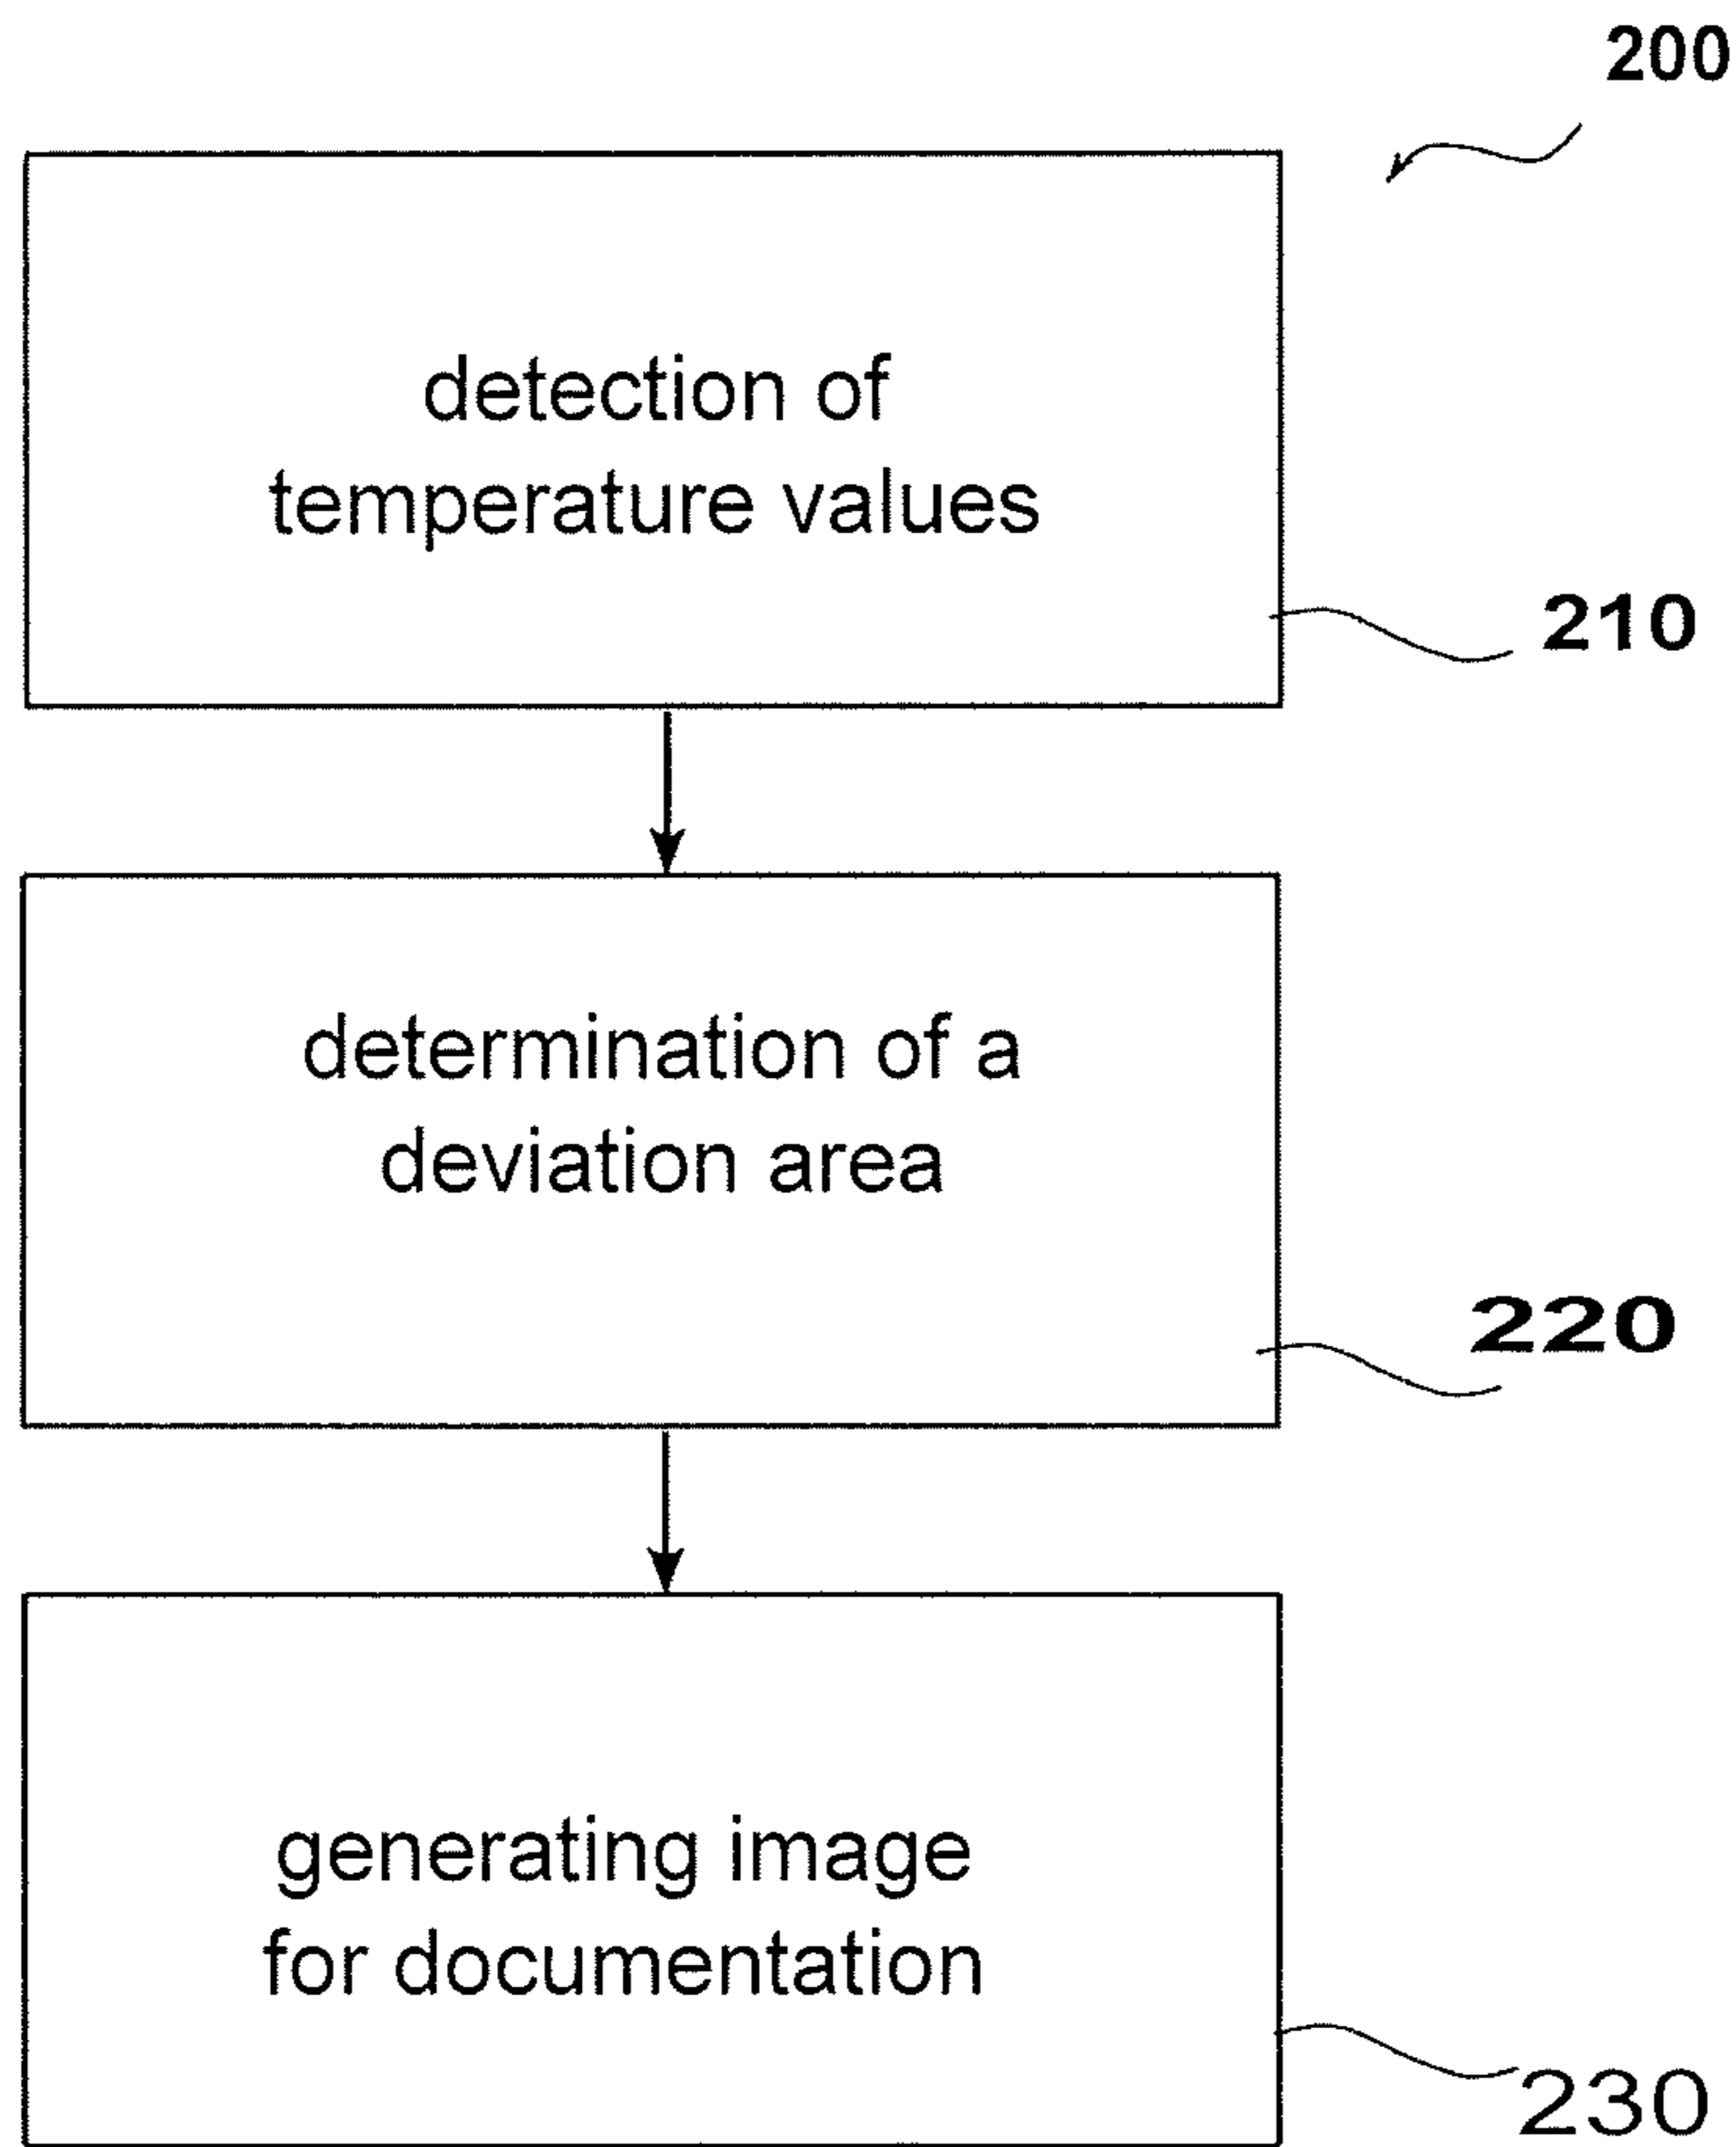 200
detection of
temperature values
210
determination of a
deviation area
220
generating image
for documentation
230